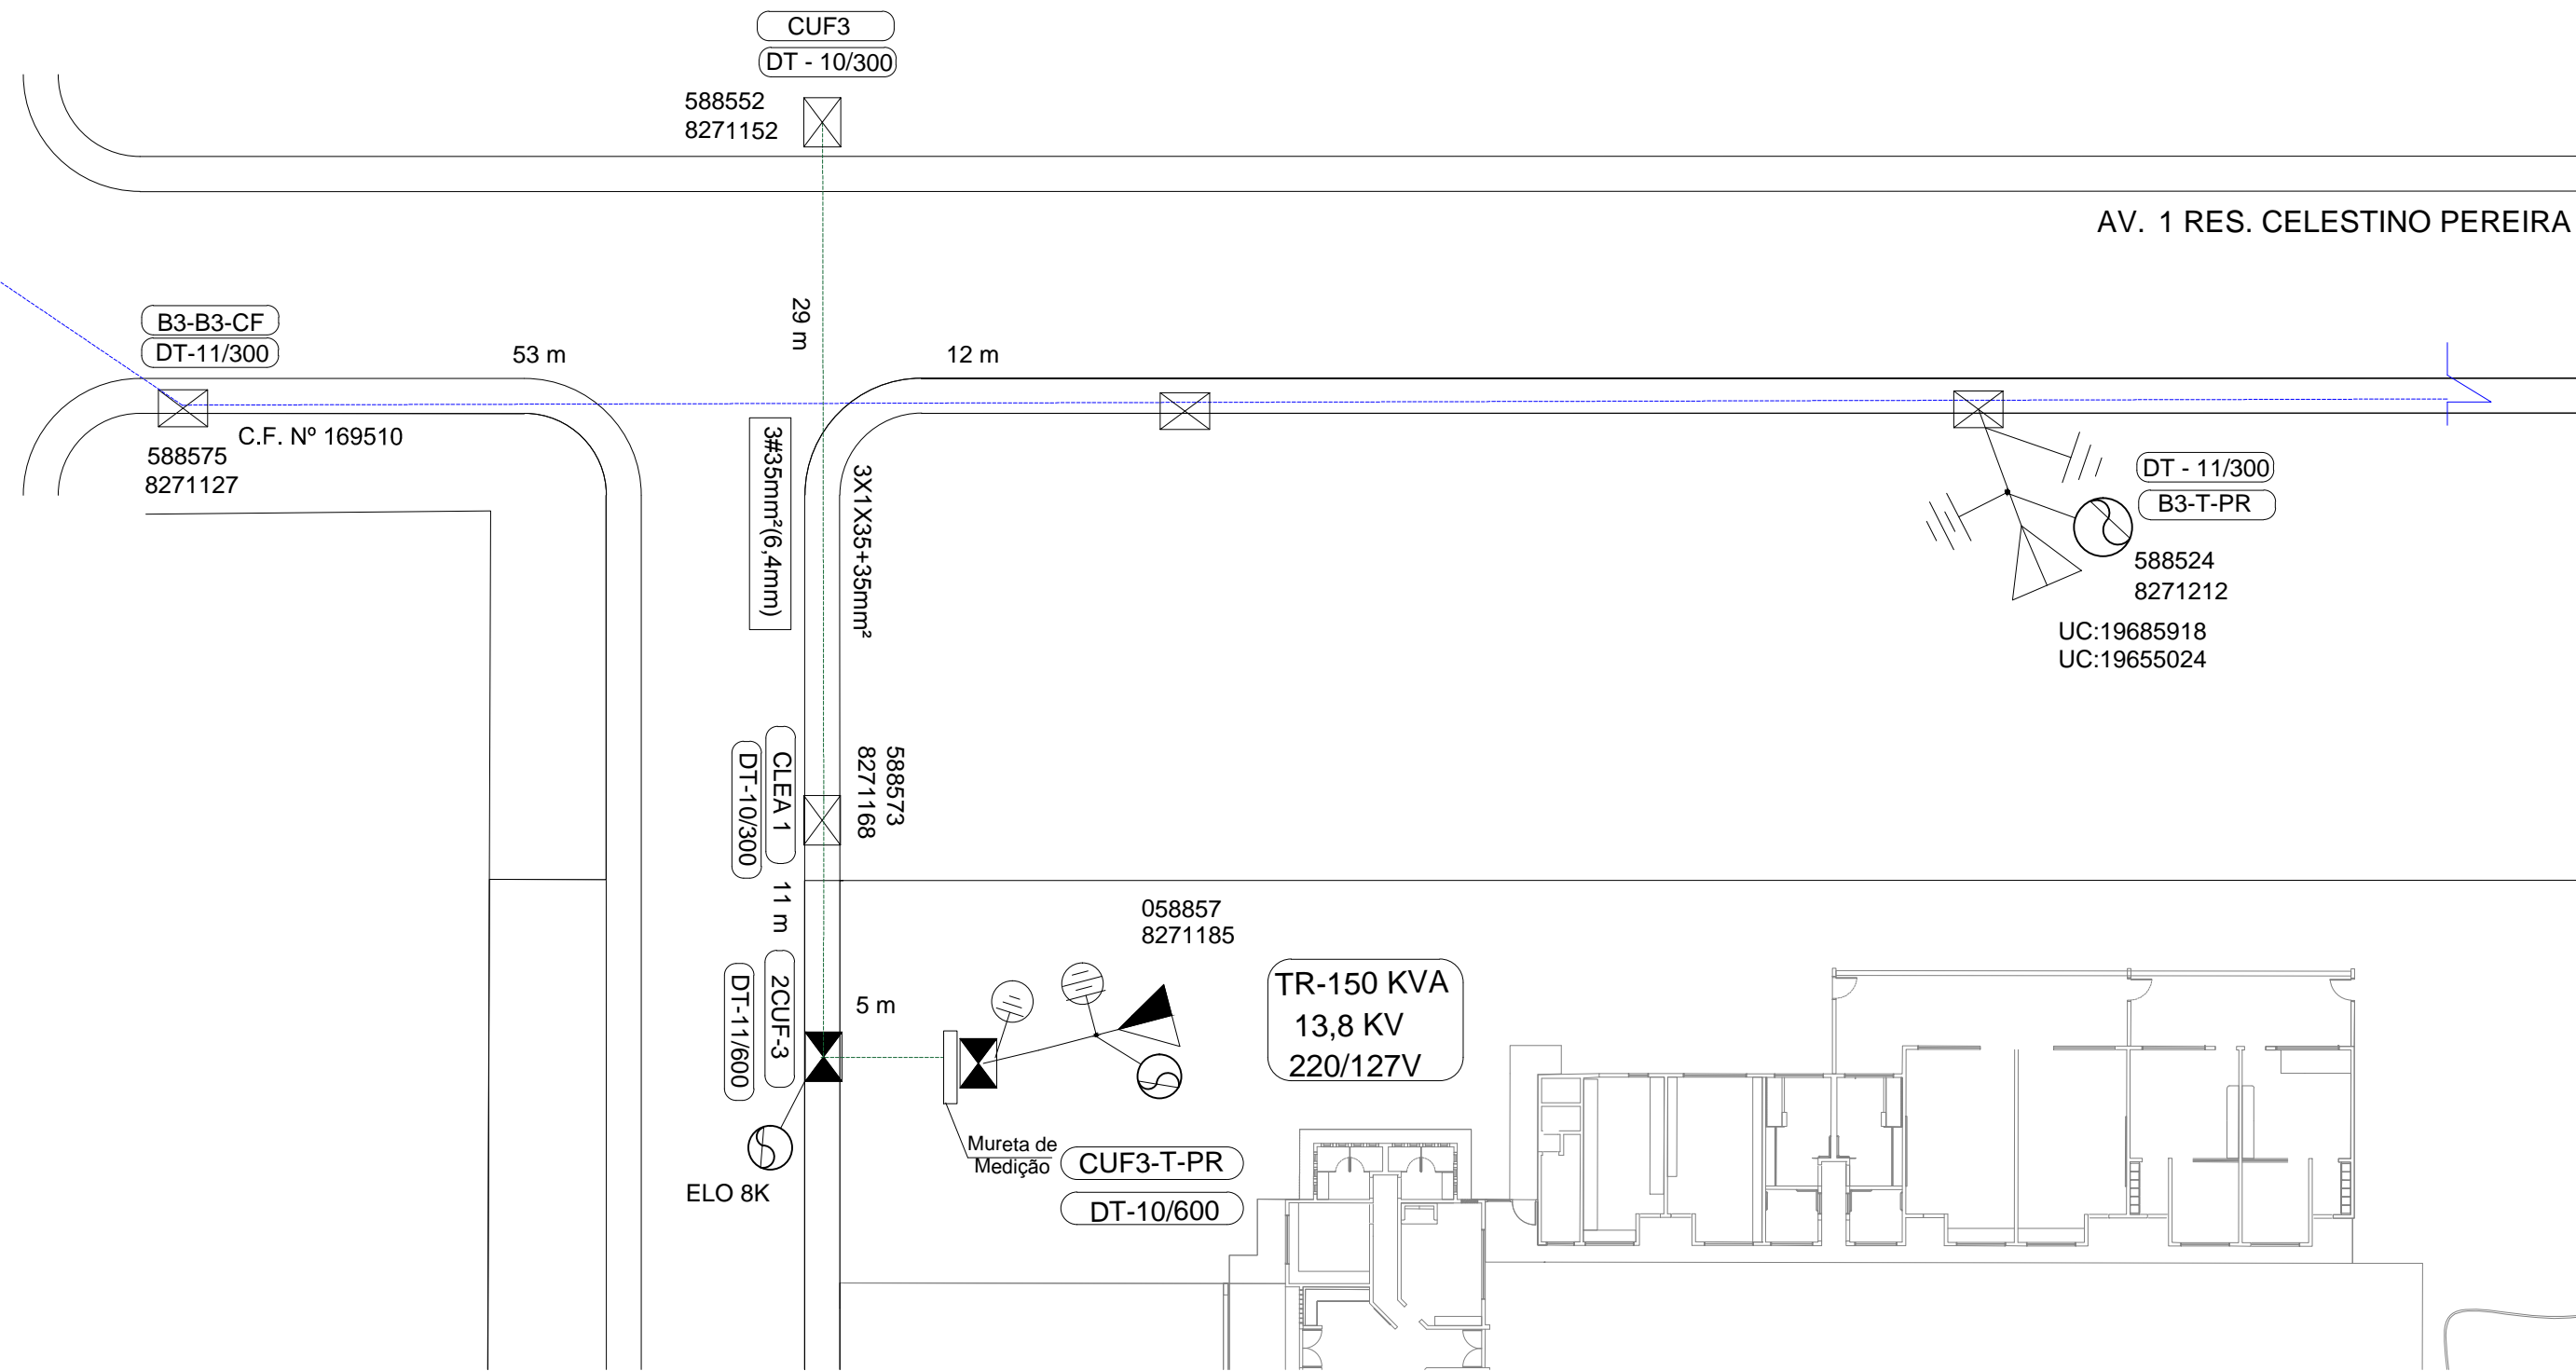 CUF3
DT - 10/300
588552
8271152
AV. 1 RES. CELESTINO PEREIRA
29 m
B3-B3-CF
DT-11/300
53 m
12 m
C.F. Nº 169510
588575
8271127
3#35mm²(6,4mm)
3X1X35+35mm²
DT - 11/300
B3-T-PR
588524
8271212
UC:19685918
UC:19655024
CLEA 1
DT-10/300
588573
8271168
11 m
058857
8271185
2CUF-3
DT-11/600
5 m
TR-150 KVA
13,8 KV
220/127V
Mureta de
Medição
CUF3-T-PR
DT-10/600
ELO 8K